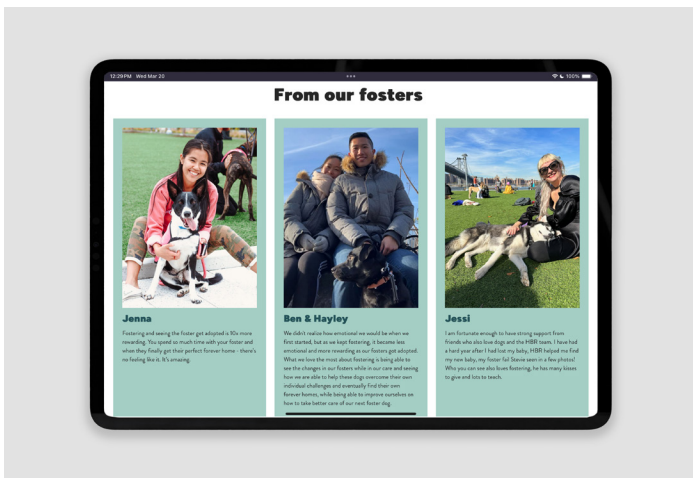 12:29 PM Wed Mar 20
100%
From our fosters
Jenna
Fostering and seeing the foster get adopted is 10x more
rewarding. You spend so much time with your foster and
when they finally get their perfect forever home - there's
no feeling like it. It's amazing.
Ben & Hayley
We didn't realize how emotional we would be when we
first started, but as we kept fostering, it became less
emotional and more rewarding as our fosters got adopted.
What we love the most about fostering is being able to
see the changes in our fosters while in our care and seeing
how we are able to help these dogs overcome their own
individual challenges and eventually find their own
forever homes, while being able to improve ourselves on
how to take better care of our next foster dog.
Jessi
I am fortunate enough to have strong support from
friends who also love dogs and the HBR team. I have had
a hard year after I had lost my baby, HBR helped me find
my new baby, my foster fail Stevie seen in a few photos!
Who you can see also loves fostering, he has many kisses
to give and lots to teach.